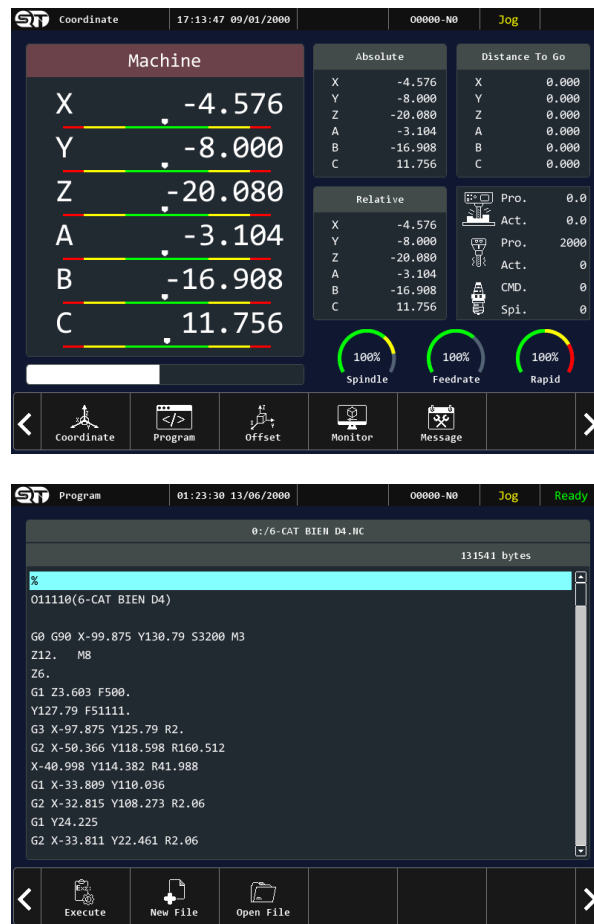 Coordinate 17:13:47 09/01/2000 O0000-N0 Jog
Machine
X -4.576
Y -8.000
Z -20.080
A -3.104
B -16.908
C 11.756
Absolute
X -4.576
Y -8.000
Z -20.080
A -3.104
B -16.908
C 11.756
Distance To Go
X 0.000
Y 0.000
Z 0.000
A 0.000
B 0.000
C 0.000
Relative
X -4.576
Y -8.000
Z -20.080
A -3.104
B -16.908
C 11.756
Pro. 0.0
Act. 0.0
Pro. 2000
Act. 0
CMD. 0
Spi. 0
100% 100% 100%
Spindle Feedrate Rapid
Coordinate Program Offset Monitor Message
Program 01:23:30 13/06/2000 O0000-N0 Jog Ready
0:/6-CAT BIEN D4.NC
131541 bytes
%
O11110(6-CAT BIEN D4)
G0 G90 X-99.875 Y130.79 S3200 M3
Z12. M8
Z6.
G1 Z3.603 F500.
Y127.79 F51111.
G3 X-97.875 Y125.79 R2.
G2 X-50.366 Y118.598 R160.512
X-40.998 Y114.382 R41.988
G1 X-33.809 Y110.036
G2 X-32.815 Y108.273 R2.06
G1 Y24.225
G2 X-33.811 Y22.461 R2.06
Execute New File Open File